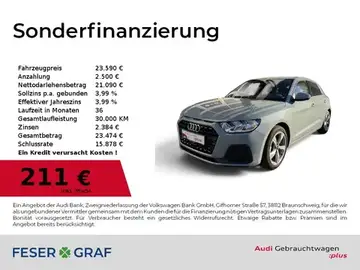 Sonderfinanzierung
Fahrzeugpreis 23.590 €
Anzahlung 2.500 €
Nettodarlehensbetrag 21.090 €
Sollzins p.a. gebunden 3,99 %
Effektiver Jahreszins 3,99 %
Laufzeit in Monaten 36
Gesamtlaufleistung 30.000 KM
Zinsen 2.384 €
Gesamtbetrag 23.474 €
Schlussrate 15.878 €
Ein Kredit verursacht Kosten !
211 €
inkl. MwSt.
Ein Angebot der Audi Bank, Zweigniederlassung der Volkswagen Bank GmbH, Gifhorner Straße 57, 38112 Braunschweig, für die wir als
ungebundener Vermittler gemeinsam mit dem Kunden die für die Finanzierung nötigen Vertragsunterlagen zusammenstellen.
Bonität vorausgesetzt. Für Verbraucher besteht ein gesetzliches Widerrufsrecht. Etwaige Rabatte bzw. Prämien sind im
Angebot bereits berücksichtigt.
FESER GRAF
Audi Gebrauchtwagen
:plus